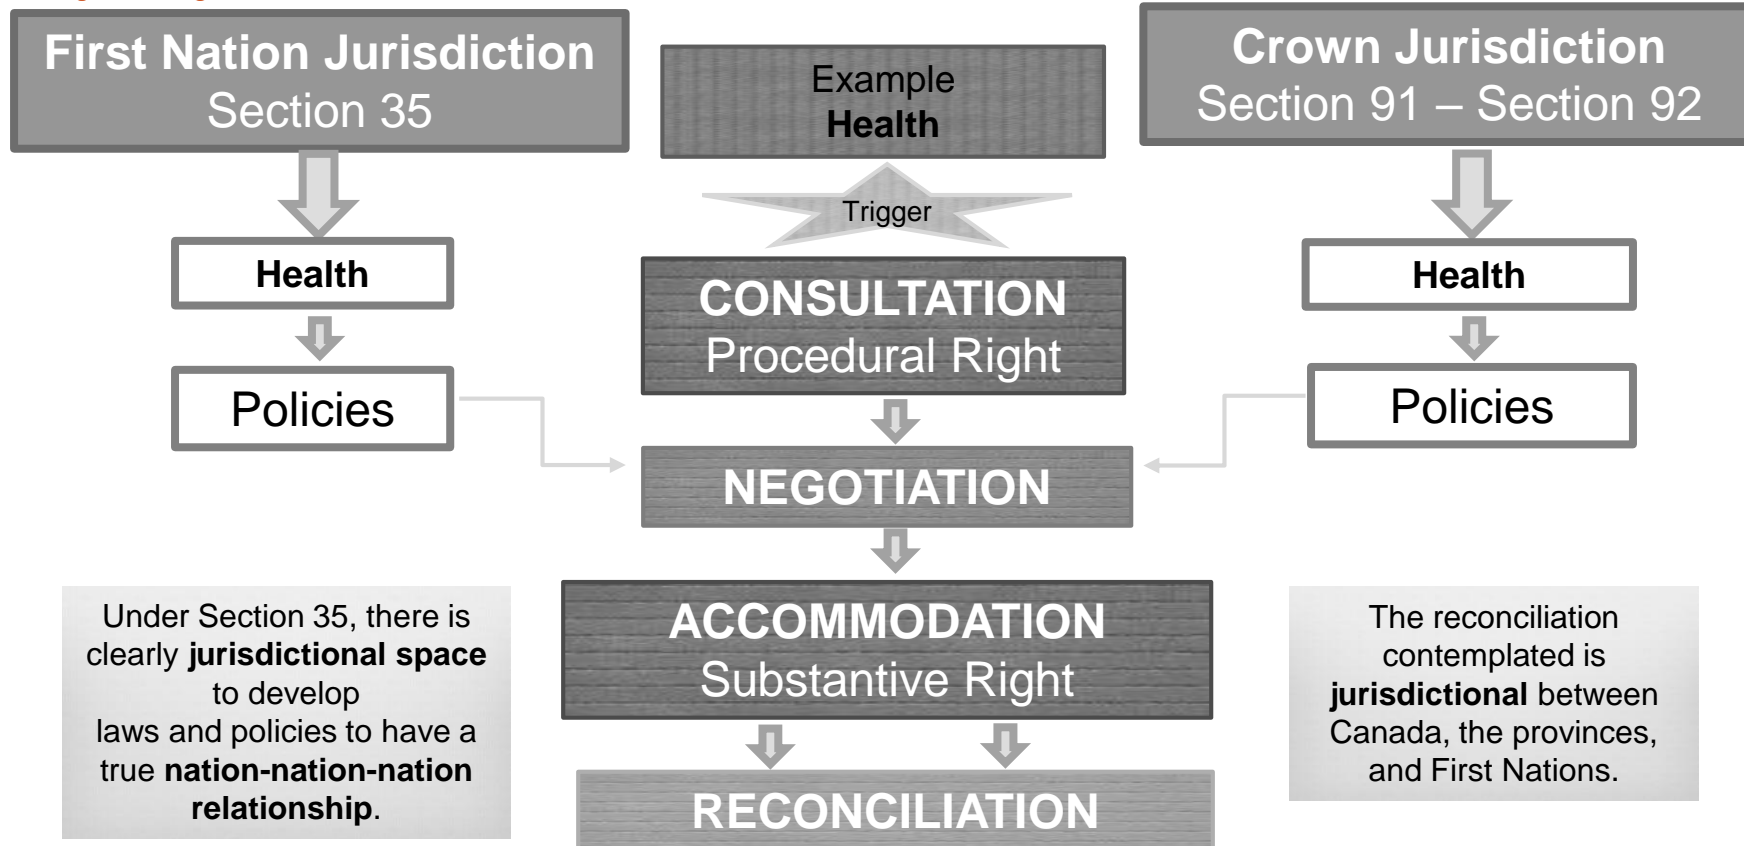 First Nation Jurisdiction
Section 35
Example
Health
Crown Jurisdiction
Section 91 – Section 92
Trigger
Health
CONSULTATION
Procedural Right
Health
Policies
Policies
NEGOTIATION
ACCOMMODATION
Substantive Right
Under Section 35, there is
clearly jurisdictional space
to develop
laws and policies to have a
true nation-nation-nation
relationship.
The reconciliation
contemplated is
jurisdictional between
Canada, the provinces,
and First Nations.
RECONCILIATION